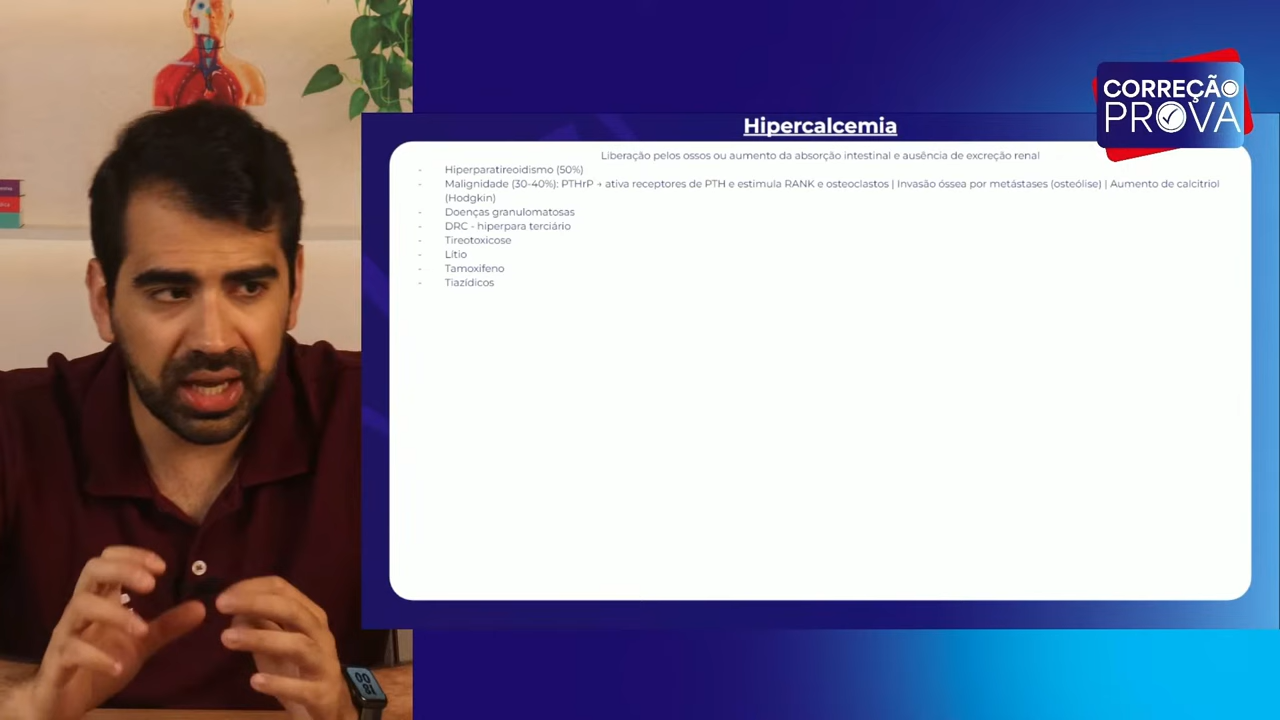 CORREÇÃO
PROVA
Hipercalcemia
Liberação pelos ossos ou aumento da absorção intestinal e ausência de excreção renal
- Hiperparatireoidismo (50%)
- Malignidade (30-40%): PTHrP → ativa receptores de PTH e estimula RANK e osteoclastos | Invasão óssea por metástases (osteólise) | Aumento de calcitriol
(Hodgkin)
- Doenças granulomatosas
- DRC - hiperpara terciário
- Tireotoxicose
- Lítio
- Tamoxifeno
- Tiazídicos